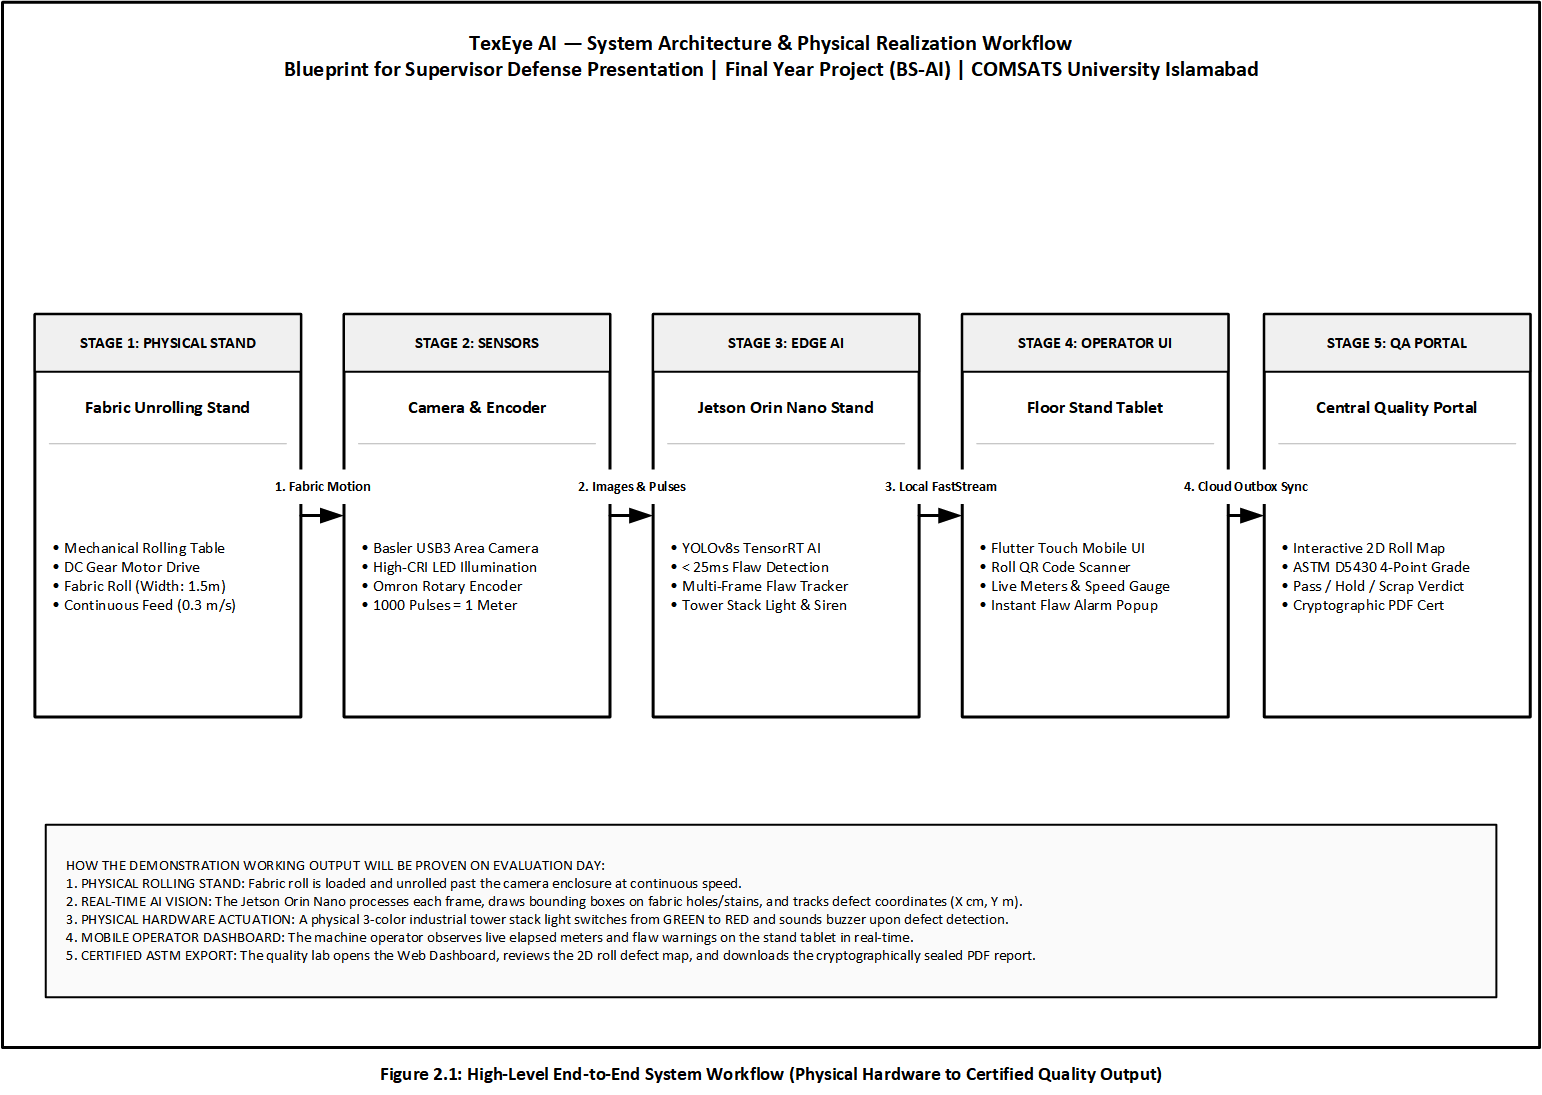 TexEye AI — System Architecture & Physical Realization Workflow
Blueprint for Supervisor Defense Presentation | Final Year Project (BS-AI) | COMSATS University Islamabad
STAGE 1: PHYSICAL STAND
Fabric Unrolling Stand
• Mechanical Rolling Table
• DC Gear Motor Drive
• Fabric Roll (Width: 1.5m)
• Continuous Feed (0.3 m/s)
1. Fabric Motion
STAGE 2: SENSORS
Camera & Encoder
• Basler USB3 Area Camera
• High-CRI LED Illumination
• Omron Rotary Encoder
• 1000 Pulses = 1 Meter
2. Images & Pulses
STAGE 3: EDGE AI
Jetson Orin Nano Stand
• YOLOv8s TensorRT AI
• < 25ms Flaw Detection
• Multi-Frame Flaw Tracker
• Tower Stack Light & Siren
3. Local FastStream
STAGE 4: OPERATOR UI
Floor Stand Tablet
• Flutter Touch Mobile UI
• Roll QR Code Scanner
• Live Meters & Speed Gauge
• Instant Flaw Alarm Popup
4. Cloud Outbox Sync
STAGE 5: QA PORTAL
Central Quality Portal
• Interactive 2D Roll Map
• ASTM D5430 4-Point Grade
• Pass / Hold / Scrap Verdict
• Cryptographic PDF Cert
HOW THE DEMONSTRATION WORKING OUTPUT WILL BE PROVEN ON EVALUATION DAY:
1. PHYSICAL ROLLING STAND: Fabric roll is loaded and unrolled past the camera enclosure at continuous speed.
2. REAL-TIME AI VISION: The Jetson Orin Nano processes each frame, draws bounding boxes on fabric holes/stains, and tracks defect coordinates (X cm, Y m).
3. PHYSICAL HARDWARE ACTUATION: A physical 3-color industrial tower stack light switches from GREEN to RED and sounds buzzer upon defect detection.
4. MOBILE OPERATOR DASHBOARD: The machine operator observes live elapsed meters and flaw warnings on the stand tablet in real-time.
5. CERTIFIED ASTM EXPORT: The quality lab opens the Web Dashboard, reviews the 2D roll defect map, and downloads the cryptographically sealed PDF report.
Figure 2.1: High-Level End-to-End System Workflow (Physical Hardware to Certified Quality Output)